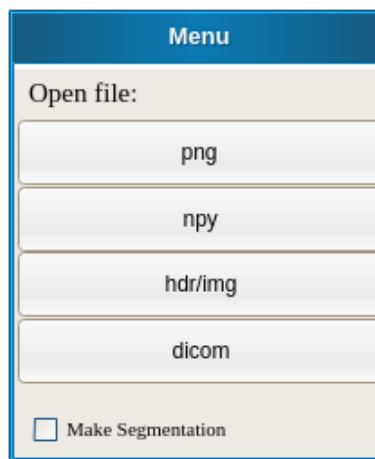 Menu
Open file:
png
npy
hdr/img
dicom
Make Segmentation